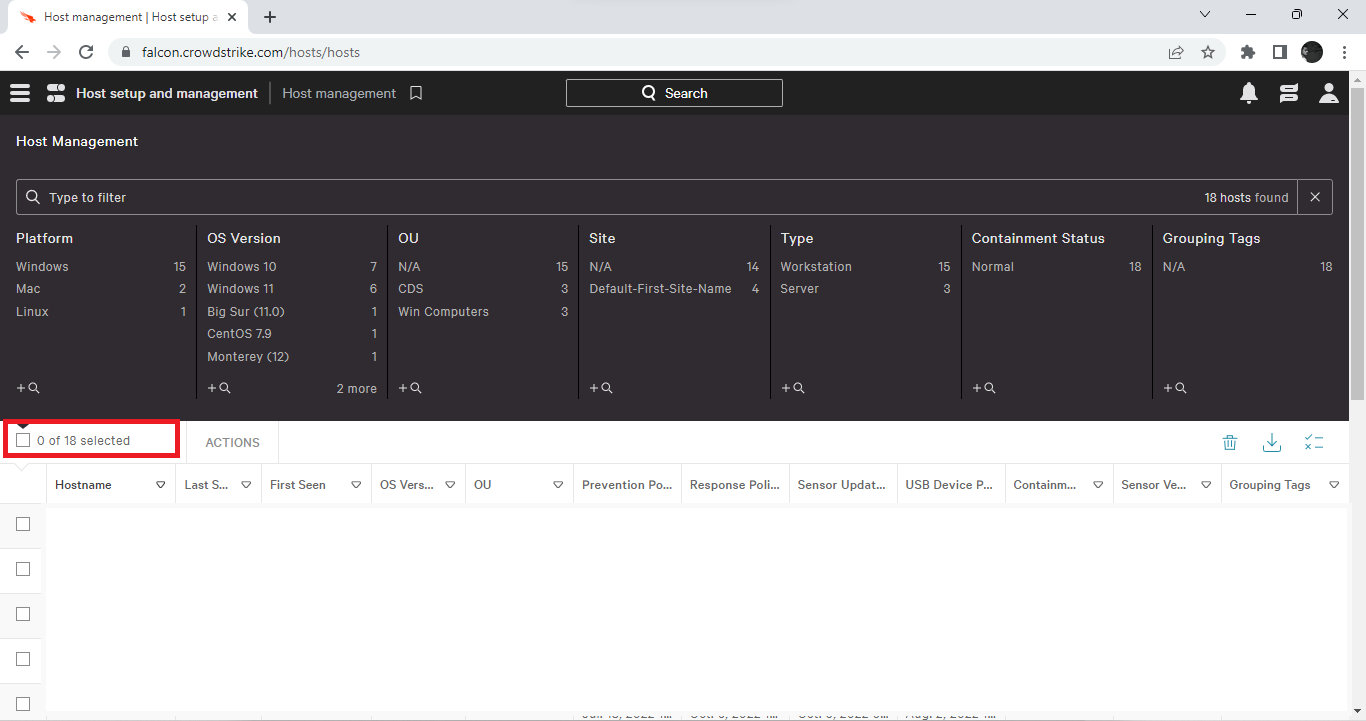 Host management | Host setup a
falcon.crowdstrike.com/hosts/hosts
Host setup and management Host management Search
Host Management
Type to filter 18 hosts found
Platform OS Version OU Site Type Containment Status Grouping Tags
Windows 15 Windows 10 7 N/A 15 N/A 14 Workstation 15 Normal 18 N/A 18
Mac 2 Windows 11 6 CDS 3 Default-First-Site-Name 4 Server 3
Linux 1 Big Sur (11.0) 1 Win Computers 3
CentOS 7.9 1
Monterey (12) 1
2 more
0 of 18 selected ACTIONS
Hostname Last S... First Seen OS Vers... OU Prevention Po... Response Poli... Sensor Updat... USB Device P... Containm... Sensor Ve... Grouping Tags